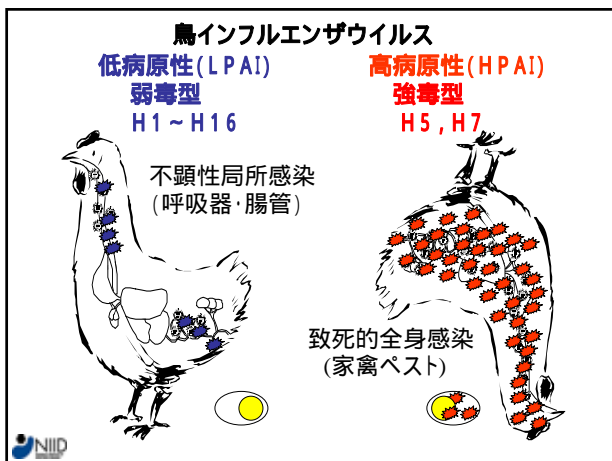 鳥インフルエンザウイルス
低病原性(LPAI)
弱毒型
H1~H16
高病原性(HPAI)
強毒型
H5,H7
不顕性局所感染
(呼吸器・腸管)
致死的全身感染
(家禽ペスト)
NIID